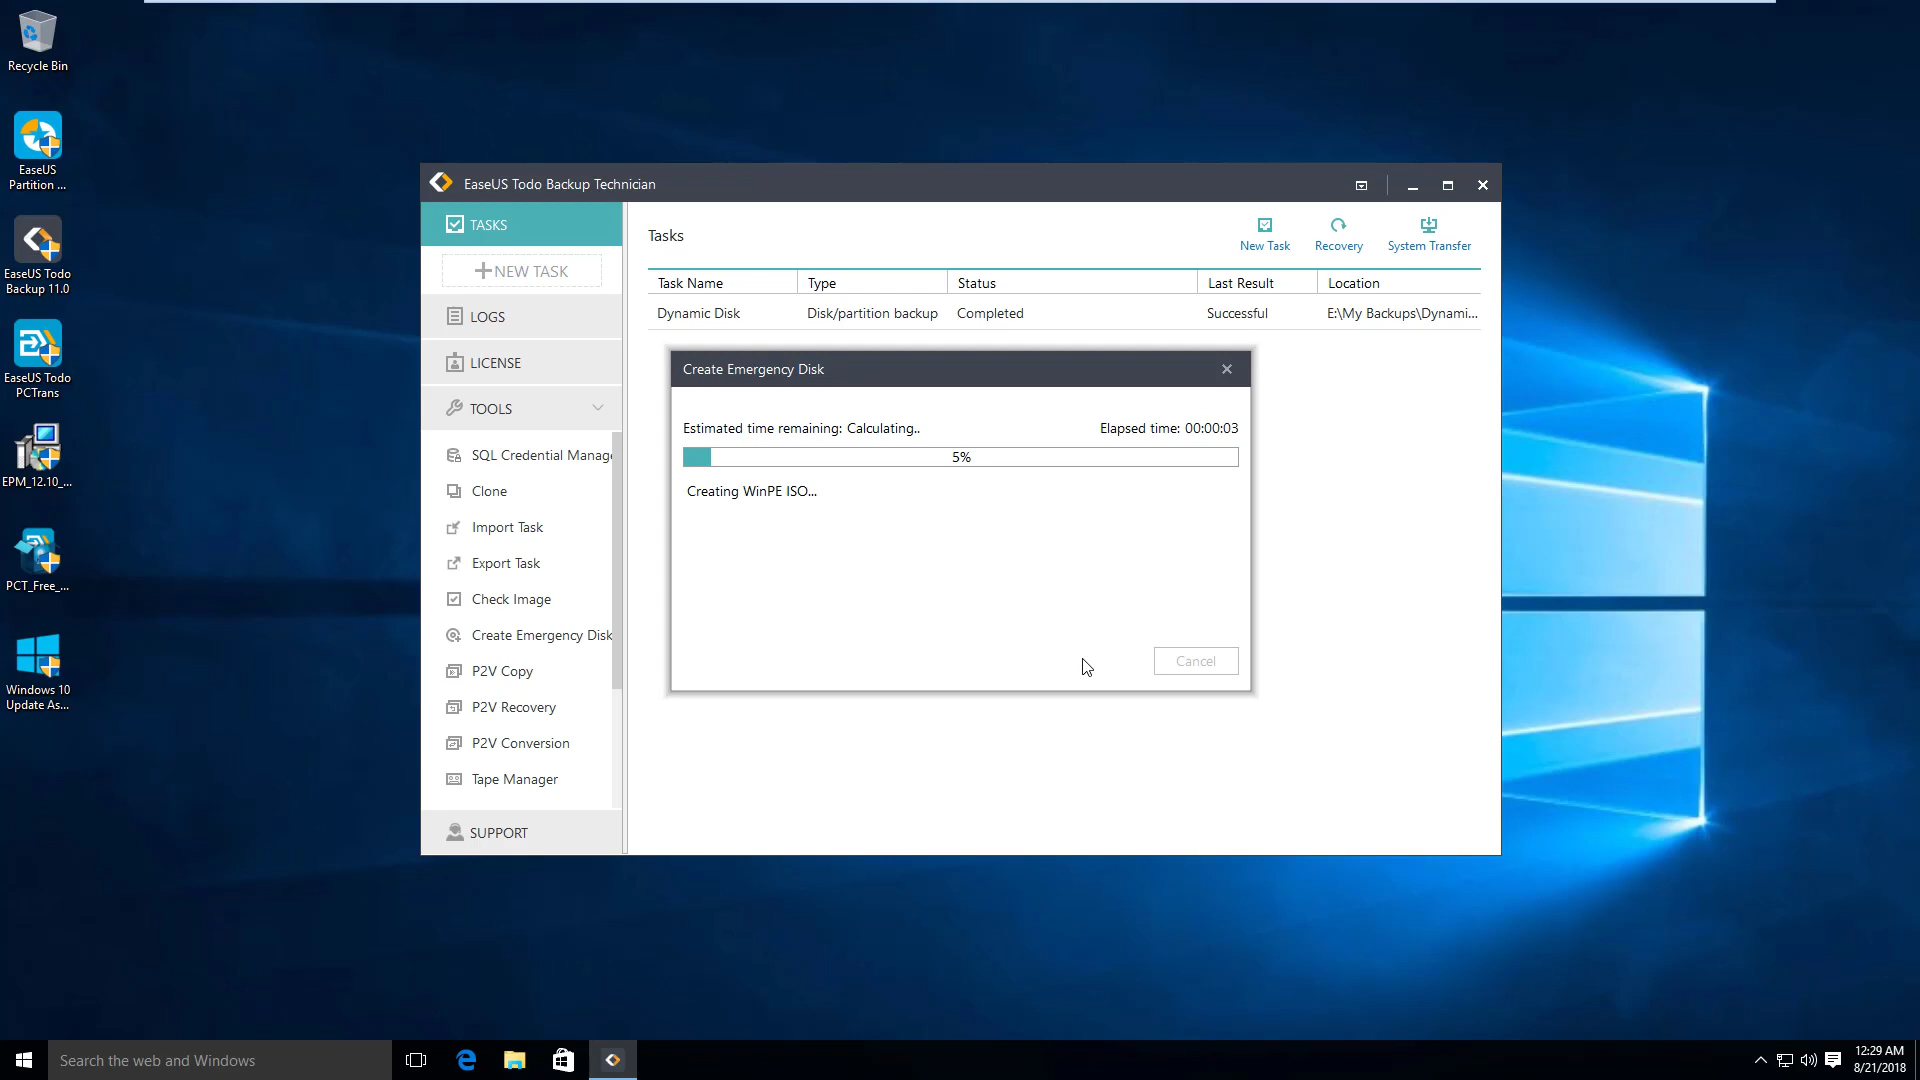 Recycle Bin
EaseUS
Partition ...
EaseUS Todo
Backup 11.0
EaseUS Todo
PCTrans
EPM_12.10_...
PCT_Free_...
Windows 10
Update As...
EaseUS Todo Backup Technician
TASKS
NEW TASK
LOGS
LICENSE
TOOLS
SQL Credential Manage
Clone
Import Task
Export Task
Check Image
Create Emergency Disk
P2V Copy
P2V Recovery
P2V Conversion
Tape Manager
SUPPORT
Tasks
New Task Recovery System Transfer
Task Name Type Status Last Result Location
Dynamic Disk Disk/partition backup Completed Successful E:\My Backups\Dynami...
Create Emergency Disk
Estimated time remaining: Calculating.. Elapsed time: 00:00:03
5%
Creating WinPE ISO...
Cancel
Search the web and Windows
12:29 AM
8/21/2018